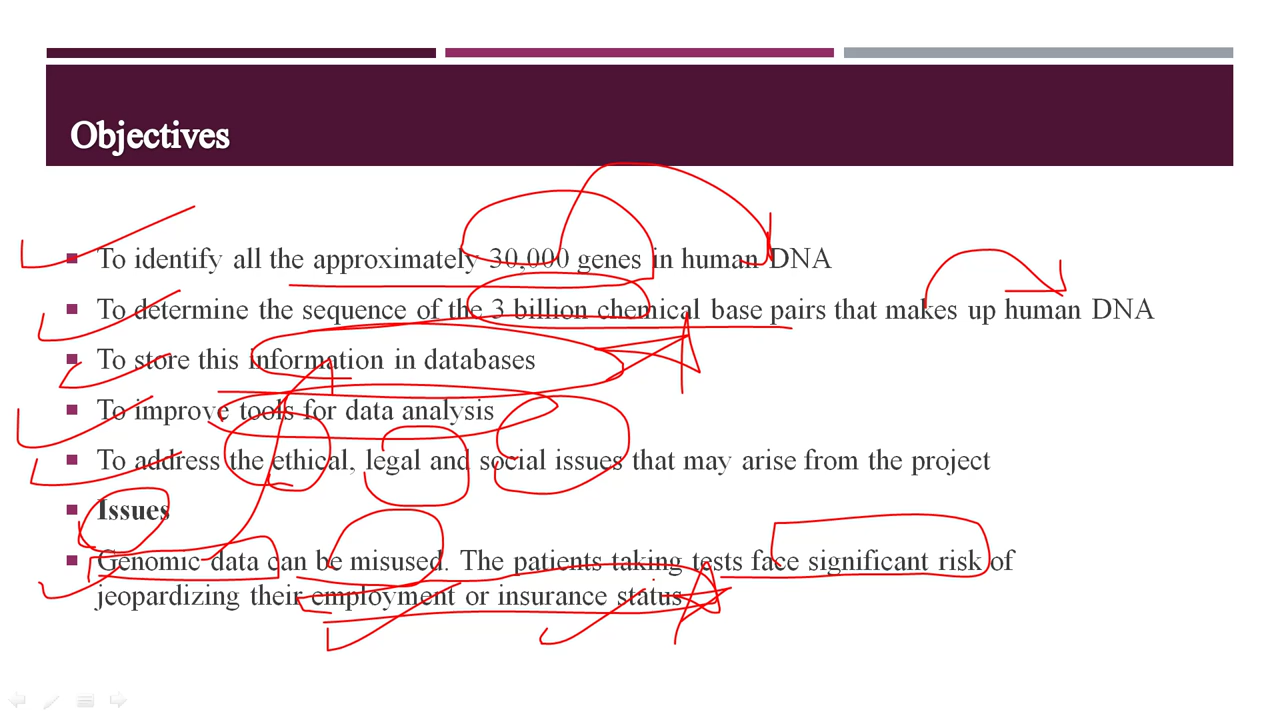 Objectives
To identify all the approximately 30,000 genes in human DNA
To determine the sequence of the 3 billion chemical base pairs that makes up human DNA
To store this information in databases
To improve tools for data analysis
To address the ethical, legal and social issues that may arise from the project
Issues
Genomic data can be misused. The patients taking tests face significant risk of
jeopardizing their employment or insurance status